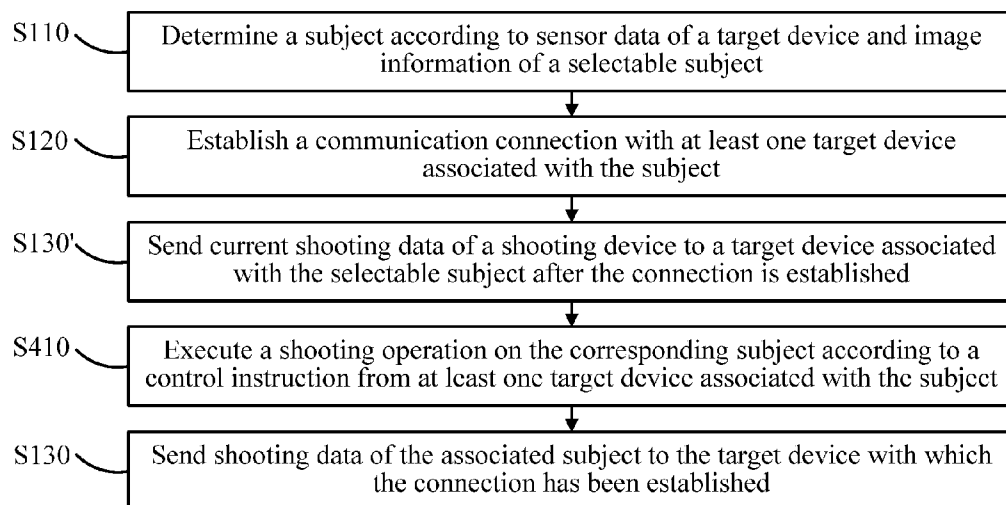 S110
Determine a subject according to sensor data of a target device and image
information of a selectable subject
S120
Establish a communication connection with at least one target device
associated with the subject
S130'
Send current shooting data of a shooting device to a target device associated
with the selectable subject after the connection is established
S410
Execute a shooting operation on the corresponding subject according to a
control instruction from at least one target device associated with the subject
S130
Send shooting data of the associated subject to the target device with which
the connection has been established